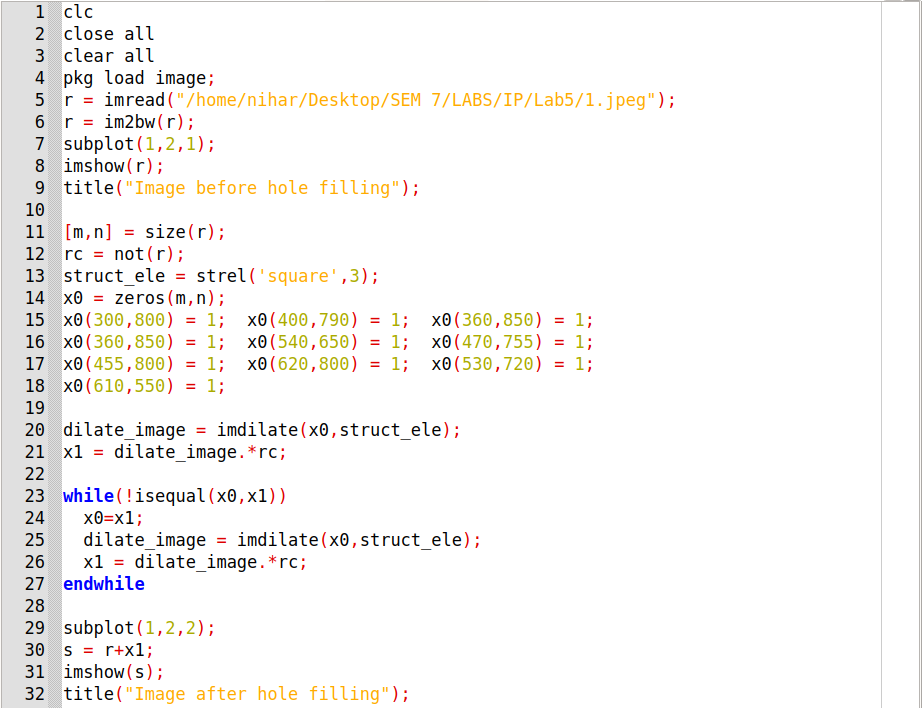 1 clc
2 close all
3 clear all
4 pkg load image;
5 r = imread("/home/nihar/Desktop/SEM 7/LABS/IP/Lab5/1.jpeg");
6 r = im2bw(r);
7 subplot(1,2,1);
8 imshow(r);
9 title("Image before hole filling");
10
11 [m,n] = size(r);
12 rc = not(r);
13 struct_ele = strel('square',3);
14 x0 = zeros(m,n);
15 x0(300,800) = 1;  x0(400,790) = 1;  x0(360,850) = 1;
16 x0(360,850) = 1;  x0(540,650) = 1;  x0(470,755) = 1;
17 x0(455,800) = 1;  x0(620,800) = 1;  x0(530,720) = 1;
18 x0(610,550) = 1;
19
20 dilate_image = imdilate(x0,struct_ele);
21 x1 = dilate_image.*rc;
22
23 while(!isequal(x0,x1))
24   x0=x1;
25   dilate_image = imdilate(x0,struct_ele);
26   x1 = dilate_image.*rc;
27 endwhile
28
29 subplot(1,2,2);
30 s = r+x1;
31 imshow(s);
32 title("Image after hole filling");